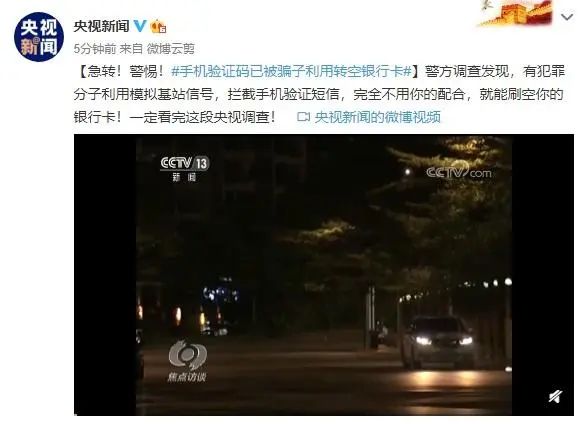 央视
新闻
央视新闻
5分钟前 来自 微博云剪
【急转！警惕！#手机验证码已被骗子利用转空银行卡#】警方调查发现，有犯罪
分子利用模拟基站信号，拦截手机验证短信，完全不用你的配合，就能刷空你的
银行卡！一定看完这段央视调查！ 央视新闻的微博视频
CCTV 13
新闻
CCTV.com
焦点访谈